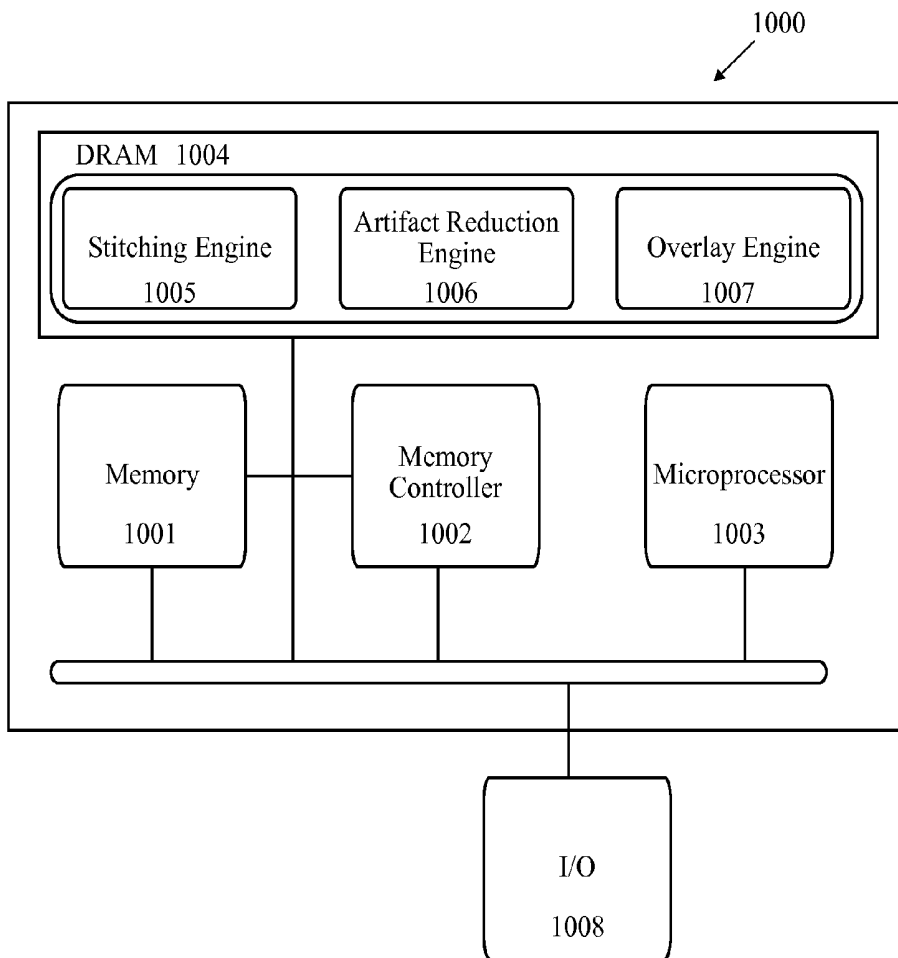 1000
DRAM 1004
Stitching Engine
1005
Artifact Reduction
Engine
1006
Overlay Engine
1007
Memory
1001
Memory
Controller
1002
Microprocessor
1003
I/O
1008